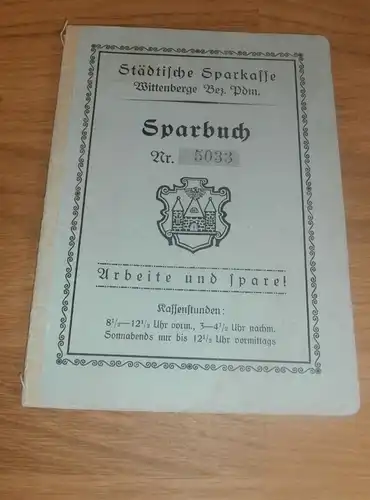 Städtische Sparkasse
Wittenberge Bez. Pdm.
Sparbuch
Nr. 5033
Arbeite und spare!
Kassenstunden:
8½—12½ Uhr vorm., 3—4½ Uhr nachm.
Sonnabends nur bis 12½ Uhr vormittags